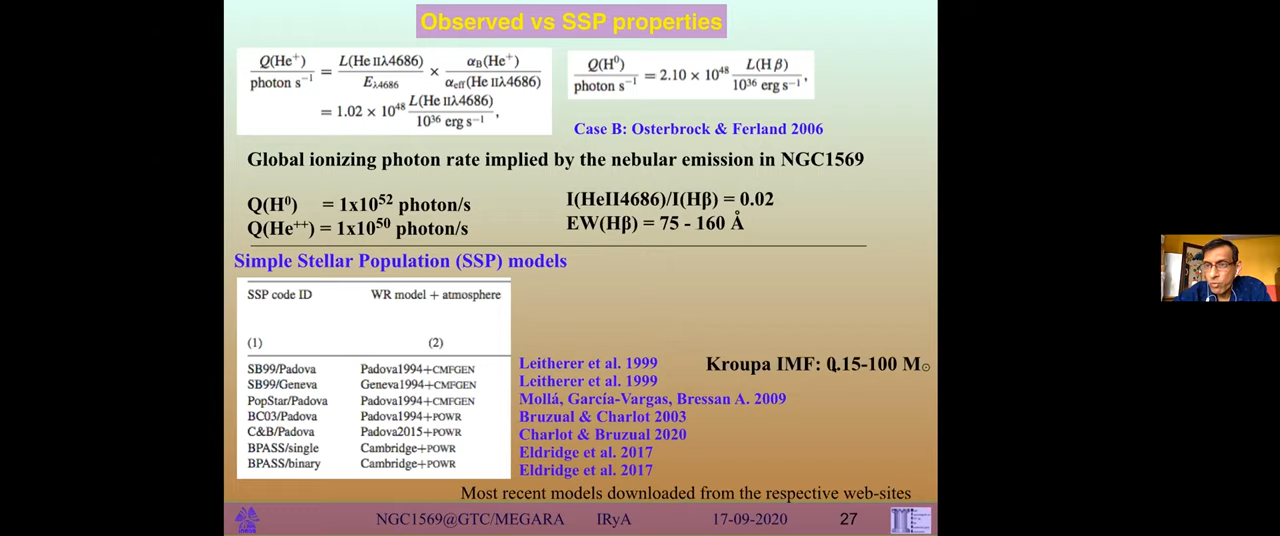 Observed vs SSP properties
Q(He⁺) / photon s⁻¹ = L(He IIλ4686) / E_λ4686 × α_B(He⁺) / α_eff(He IIλ4686)
= 1.02 × 10⁴⁸ L(He IIλ4686) / 10³⁶ erg s⁻¹ ,
Q(H⁰) / photon s⁻¹ = 2.10 × 10⁴⁸ L(H β) / 10³⁶ erg s⁻¹ ,
Case B: Osterbrock & Ferland 2006
Global ionizing photon rate implied by the nebular emission in NGC1569
Q(H⁰) = 1x10⁵² photon/s
Q(He⁺⁺) = 1x10⁵⁰ photon/s
I(HeII4686)/I(Hβ) = 0.02
EW(Hβ) = 75 - 160 Å
Simple Stellar Population (SSP) models
SSP code ID WR model + atmosphere
(1) (2)
SB99/Padova Padova1994+CMFGEN Leitherer et al. 1999
SB99/Geneva Geneva1994+CMFGEN Leitherer et al. 1999
PopStar/Padova Padova1994+CMFGEN Mollá, García-Vargas, Bressan A. 2009
BC03/Padova Padova1994+POWR Bruzual & Charlot 2003
C&B/Padova Padova2015+POWR Charlot & Bruzual 2020
BPASS/single Cambridge+POWR Eldridge et al. 2017
BPASS/binary Cambridge+POWR Eldridge et al. 2017
Kroupa IMF: 0.15-100 M☉
Most recent models downloaded from the respective web-sites
NGC1569@GTC/MEGARA IRyA 17-09-2020 27